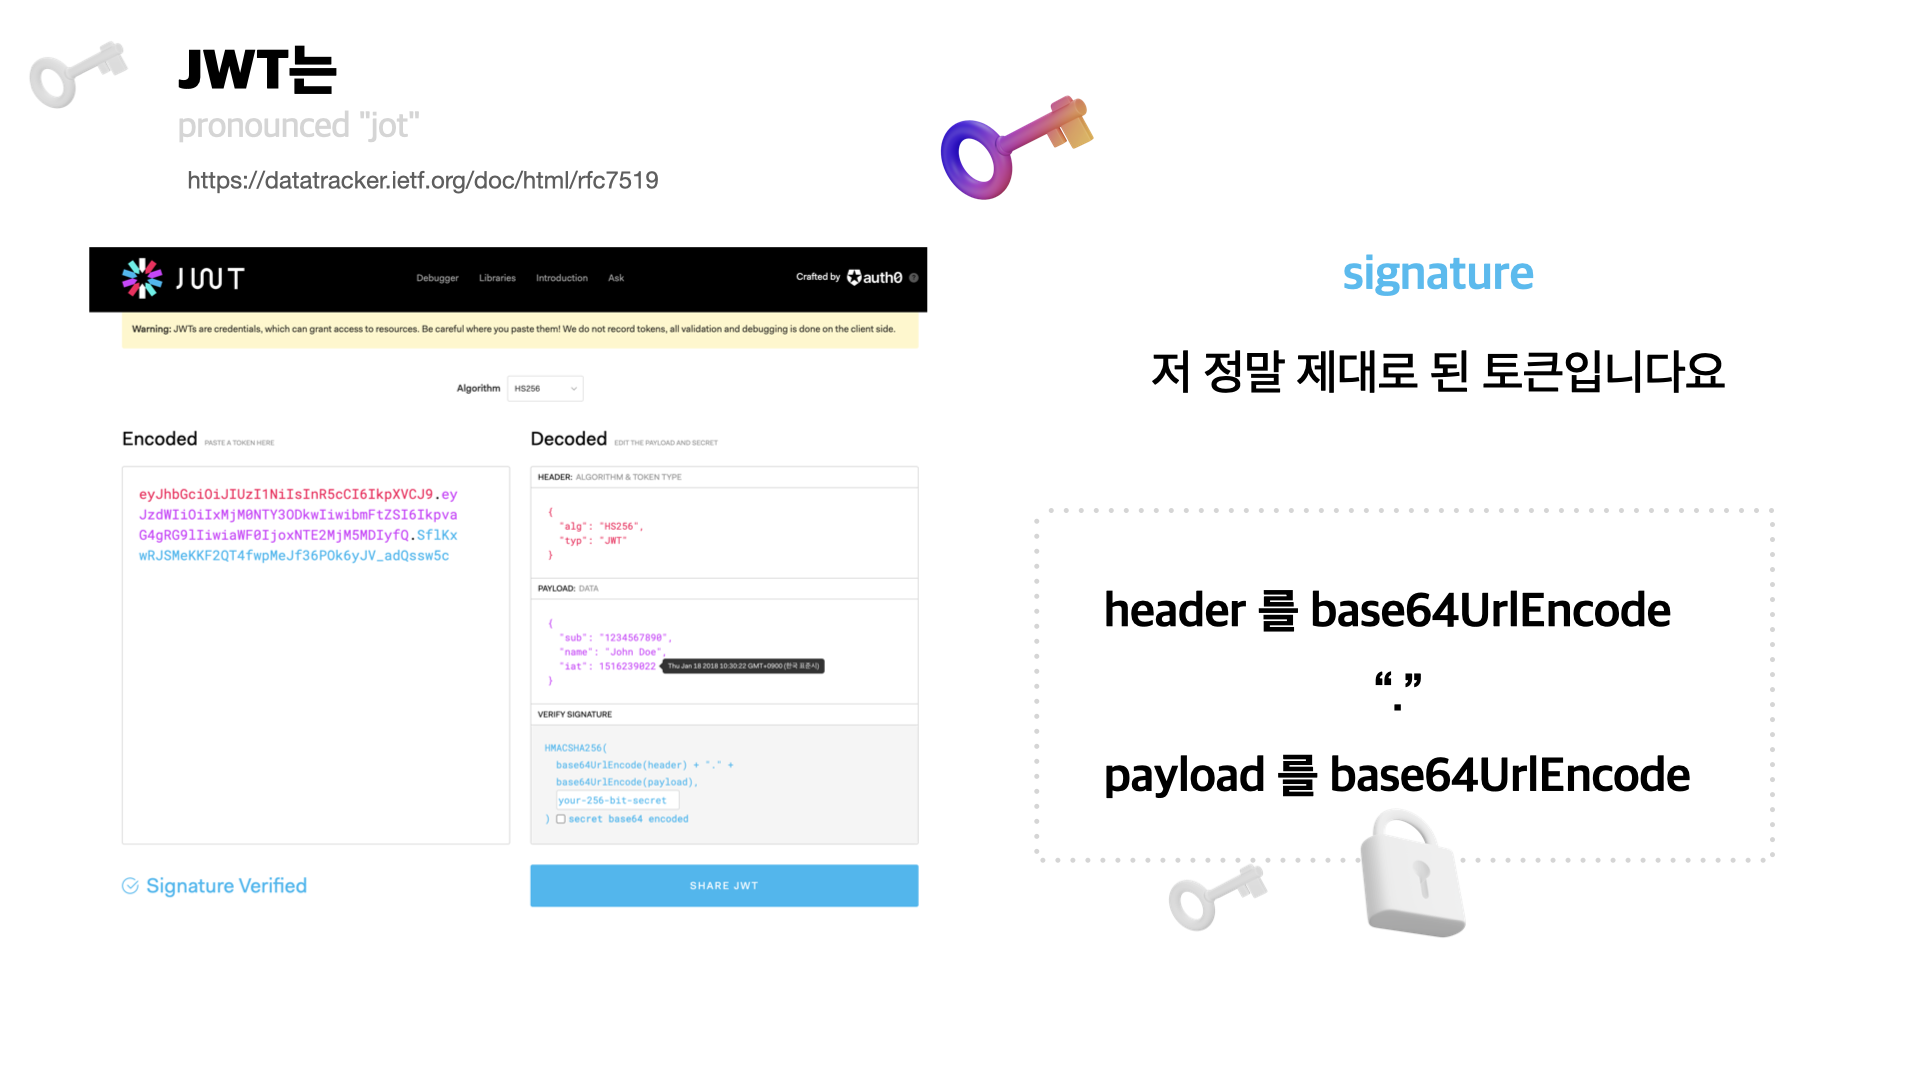 JWT는
pronounced "jot"
https://datatracker.ietf.org/doc/html/rfc7519
JWT
Debugger
Libraries
Introduction
Ask
Crafted by auth0
Warning: JWTs are credentials, which can grant access to resources. Be careful where you paste them! We do not record tokens, all validation and debugging is done on the client side.
Algorithm HS256
Encoded PASTE A TOKEN HERE
eyJhbGciOiJIUzI1NiIsInR5cCI6IkpXVCJ9.ey
JzdWIiOiIxMjM0NTY3ODkwIiwibmFtZSI6Ikpva
G4gRG9lIiwiaWF0IjoxNTE2MjM5MDIyfQ.SflKx
wRJSMeKKF2QT4fwpMeJf36POk6yJV_adQssw5c
Signature Verified
Decoded EDIT THE PAYLOAD AND SECRET
HEADER: ALGORITHM & TOKEN TYPE
{
"alg": "HS256",
"typ": "JWT"
}
PAYLOAD: DATA
{
"sub": "1234567890",
"name": "John Doe",
"iat": 1516239022 Thu Jan 18 2018 10:30:22 GMT+0900 (한국 표준시)
}
VERIFY SIGNATURE
HMACSHA256(
base64UrlEncode(header) + "." +
base64UrlEncode(payload),
your-256-bit-secret
) secret base64 encoded
SHARE JWT
signature
저 정말 제대로 된 토큰입니다요
header 를 base64UrlEncode
“.”
payload 를 base64UrlEncode